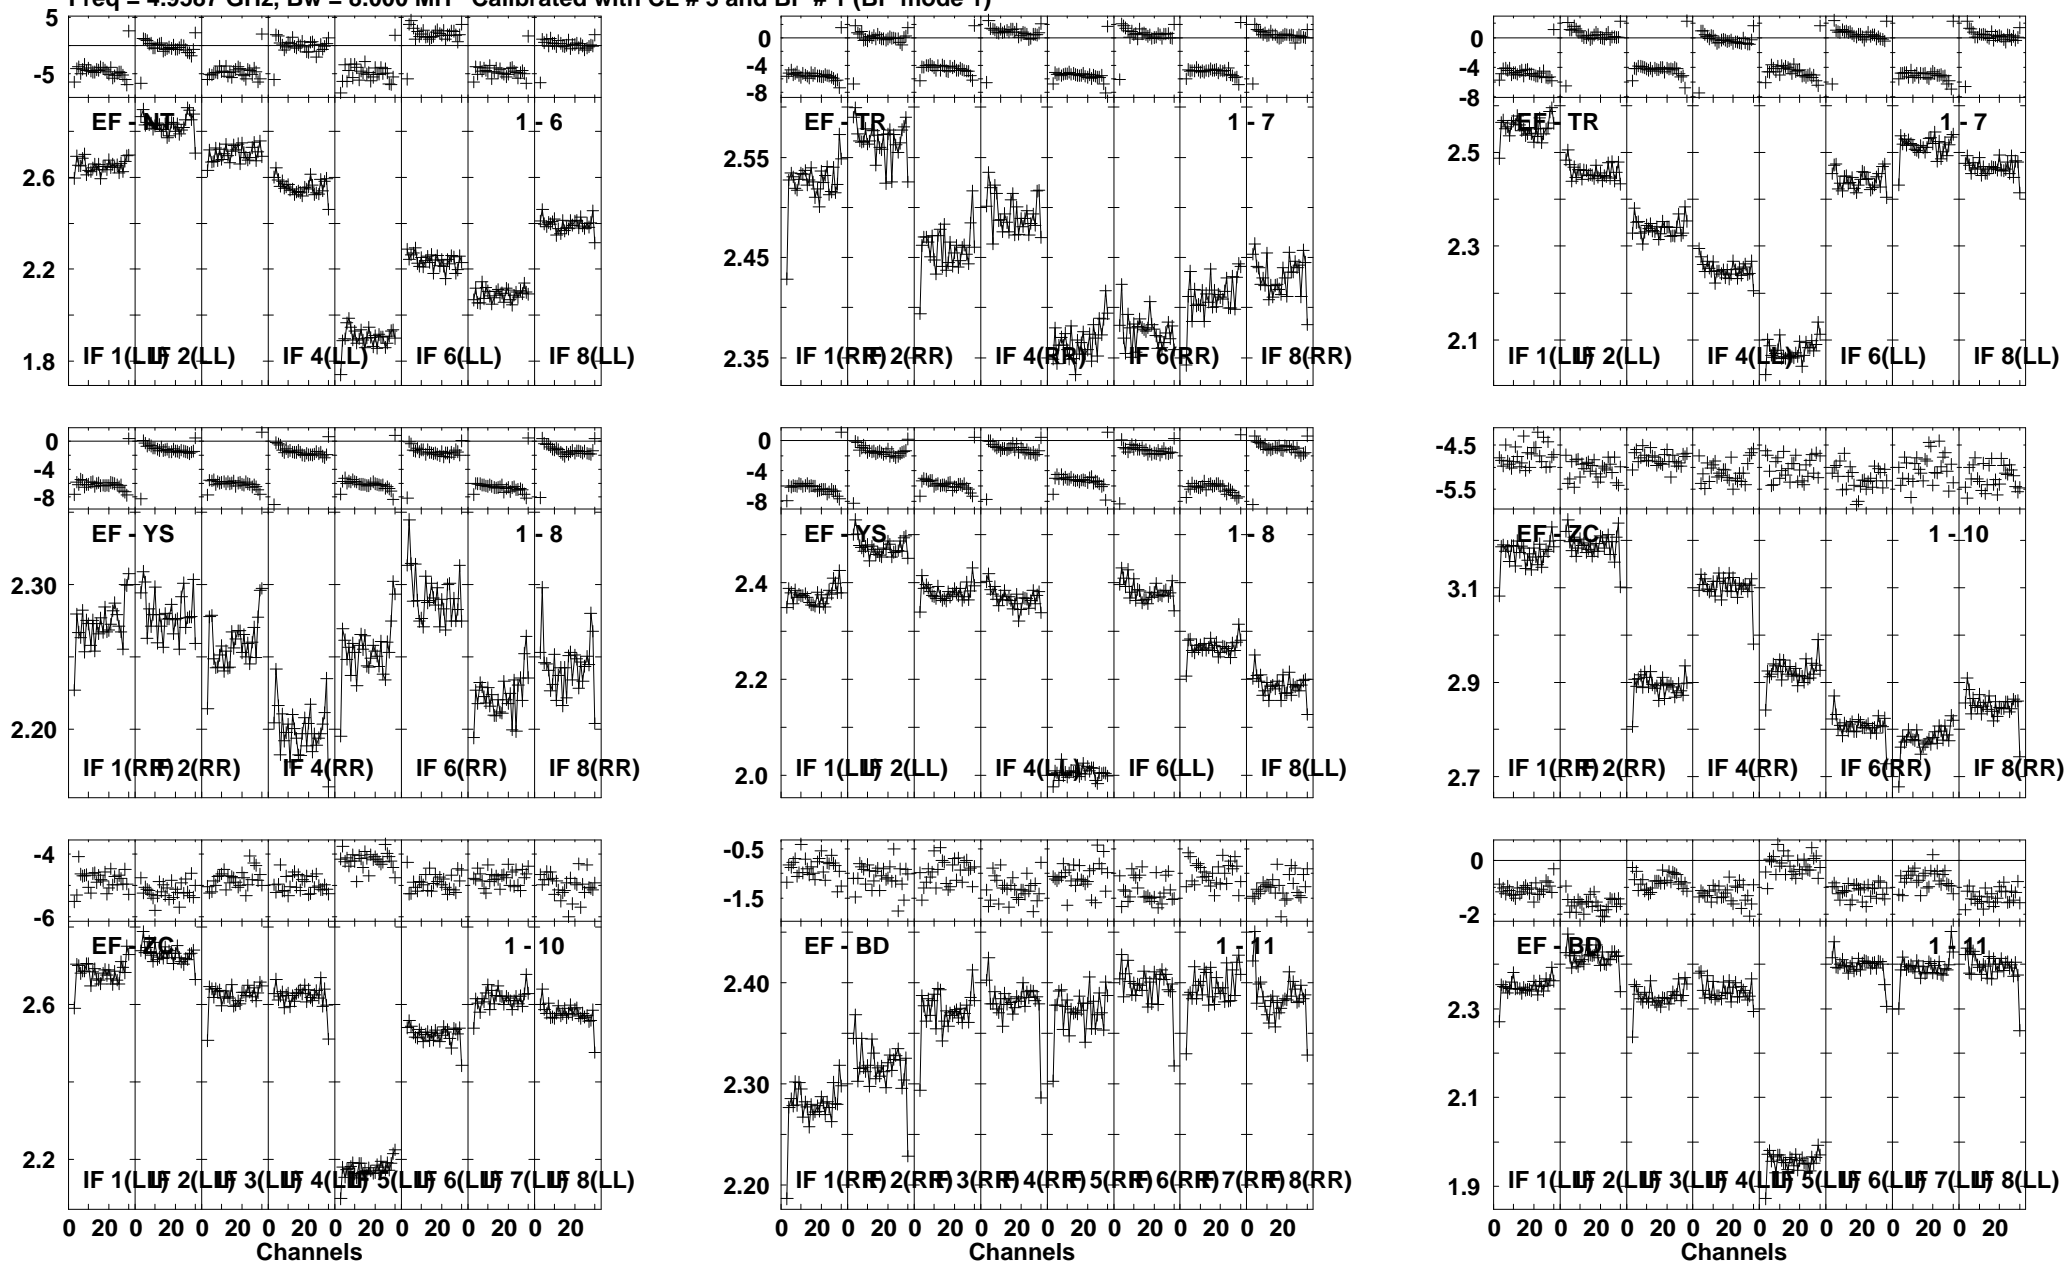 Freq = 4.9587 GHz, Bw = 8.000 MH Calibrated with CL # 3 and BP # 1 (BP mode 1)
5
-5
EF - NT 1 - 6
2.6
2.2
1.8
IF 1(LL) IF 2(LL) IF 4(LL) IF 6(LL) IF 8(LL)
0
-4
-8
EF - TR 1 - 7
2.55
2.45
2.35
IF 1(RR) IF 2(RR) IF 4(RR) IF 6(RR) IF 8(RR)
0
-4
-8
EF - TR 1 - 7
2.5
2.3
2.1
IF 1(LL) IF 2(LL) IF 4(LL) IF 6(LL) IF 8(LL)
0
-4
-8
EF - YS 1 - 8
2.30
2.20
IF 1(RR) IF 2(RR) IF 4(RR) IF 6(RR) IF 8(RR)
0
-4
-8
EF - YS 1 - 8
2.4
2.2
2.0
IF 1(LL) IF 2(LL) IF 4(LL) IF 6(LL) IF 8(LL)
-4.5
-5.5
EF - ZC 1 - 10
3.1
2.9
2.7
IF 1(RR) IF 2(RR) IF 4(RR) IF 6(RR) IF 8(RR)
-4
-6
EF - ZC 1 - 10
2.6
2.2
IF 1(LL) IF 2(LL) IF 3(LL) IF 4(LL) IF 5(LL) IF 6(LL) IF 7(LL) IF 8(LL)
0 20 0 20 0 20 0 20 0 20 0 20 0 20 0 20
Channels
-0.5
-1.5
EF - BD 1 - 11
2.40
2.30
2.20
IF 1(RR) IF 2(RR) IF 3(RR) IF 4(RR) IF 5(RR) IF 6(RR) IF 7(RR) IF 8(RR)
0 20 0 20 0 20 0 20 0 20 0 20 0 20 0 20
Channels
0
-2
EF - BD 1 - 11
2.3
2.1
1.9
IF 1(LL) IF 2(LL) IF 3(LL) IF 4(LL) IF 5(LL) IF 6(LL) IF 7(LL) IF 8(LL)
0 20 0 20 0 20 0 20 0 20 0 20 0 20 0 20
Channels